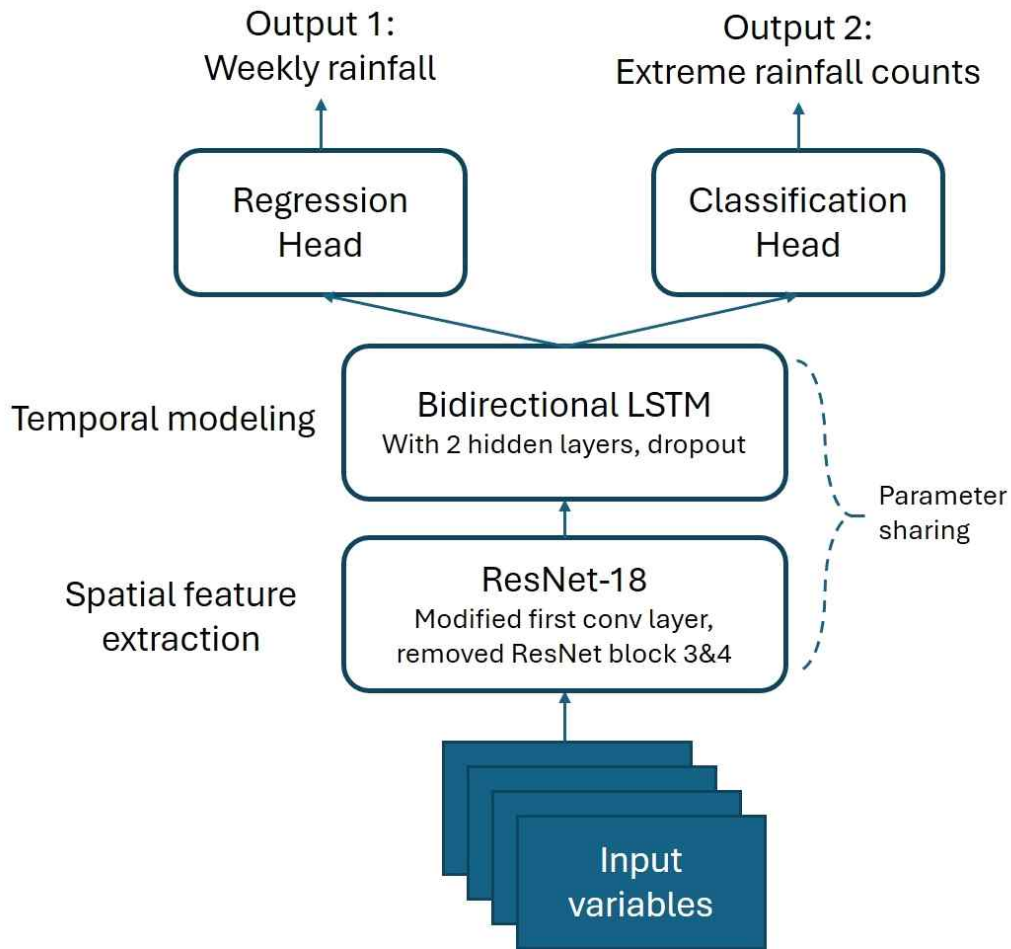 Output 1:
Weekly rainfall
Output 2:
Extreme rainfall counts
Regression
Head
Classification
Head
Temporal modeling
Bidirectional LSTM
With 2 hidden layers, dropout
Parameter
sharing
Spatial feature
extraction
ResNet-18
Modified first conv layer,
removed ResNet block 3&4
Input
variables